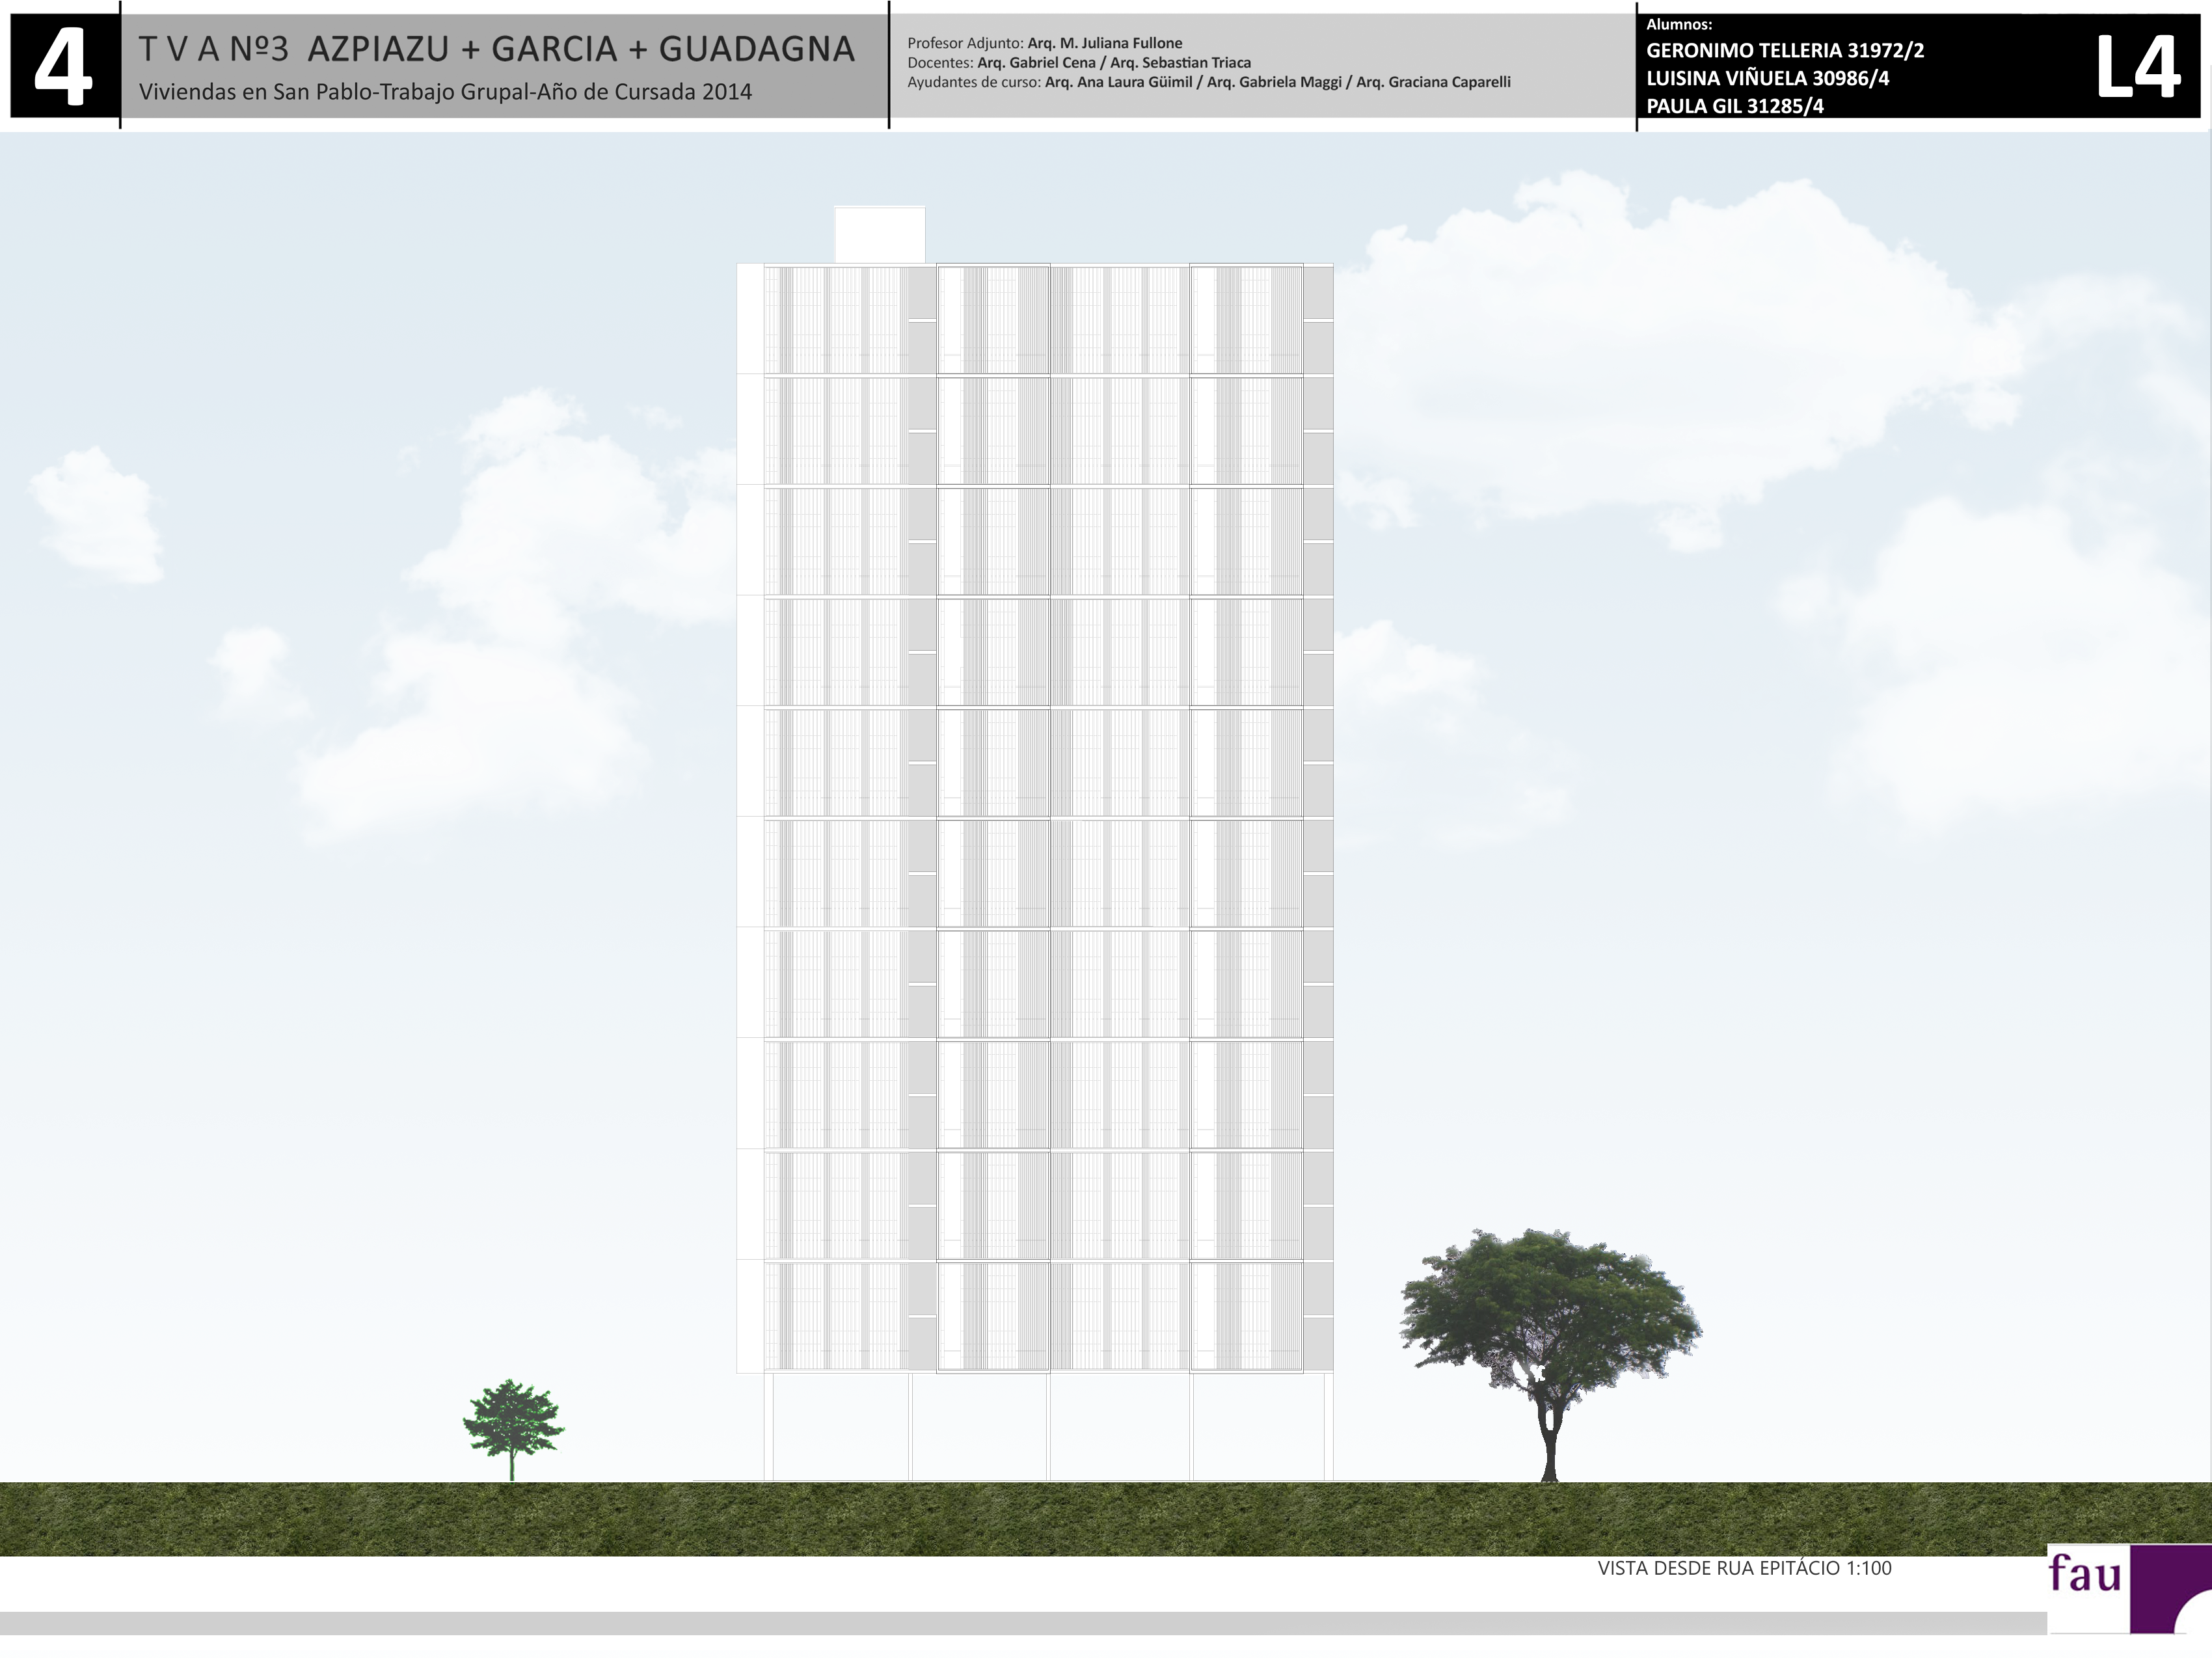 4
T V A Nº3 AZPIAZU + GARCIA + GUADAGNA
Viviendas en San Pablo-Trabajo Grupal-Año de Cursada 2014
Profesor Adjunto: Arq. M. Juliana Fullone
Docentes: Arq. Gabriel Cena / Arq. Sebastian Triaca
Ayudantes de curso: Arq. Ana Laura Güimil / Arq. Gabriela Maggi / Arq. Graciana Caparelli
Alumnos:
GERONIMO TELLERIA 31972/2
LUISINA VIÑUELA 30986/4
PAULA GIL 31285/4
L4
VISTA DESDE RUA EPITÁCIO 1:100
fau